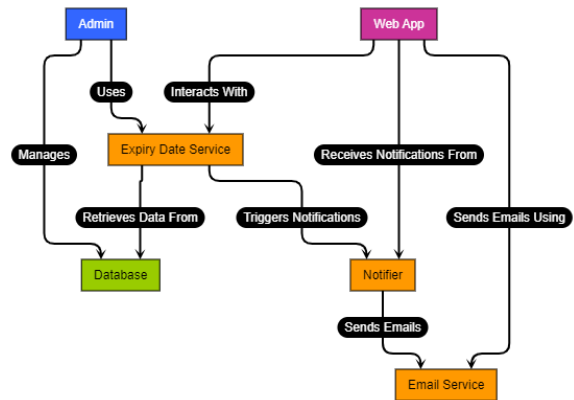 Admin
Web App
Uses
Interacts With
Expiry Date Service
Manages
Receives Notifications From
Retrieves Data From
Triggers Notifications
Sends Emails Using
Database
Notifier
Sends Emails
Email Service